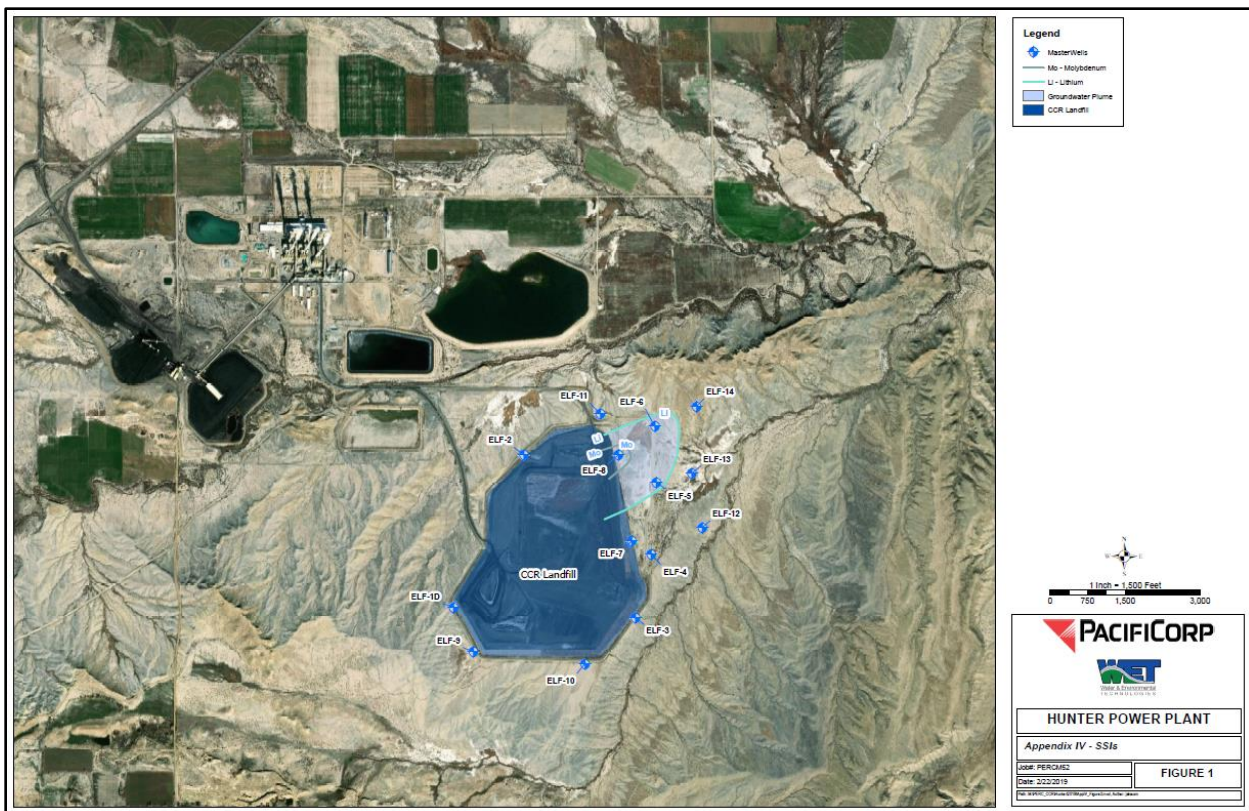 Legend
MasterWells
Mo - Molybdenum
Li - Lithium
Groundwater Plume
CCR Landfill
ELF-11
ELF-6
ELF-14
Li
Li
ELF-2
Mo
Mo
ELF-8
ELF-13
ELF-5
ELF-12
ELF-7
ELF-4
CCR Landfill
ELF-1D
ELF-3
ELF-9
ELF-10
N
W E
S
1 Inch = 1,500 Feet
0 750 1,500 3,000
PACIFICORP
WET
Water & Environmental
TECHNOLOGIES
HUNTER POWER PLANT
Appendix IV - SSIs
Job#: PERCM52
Date: 2/22/2019
FIGURE 1